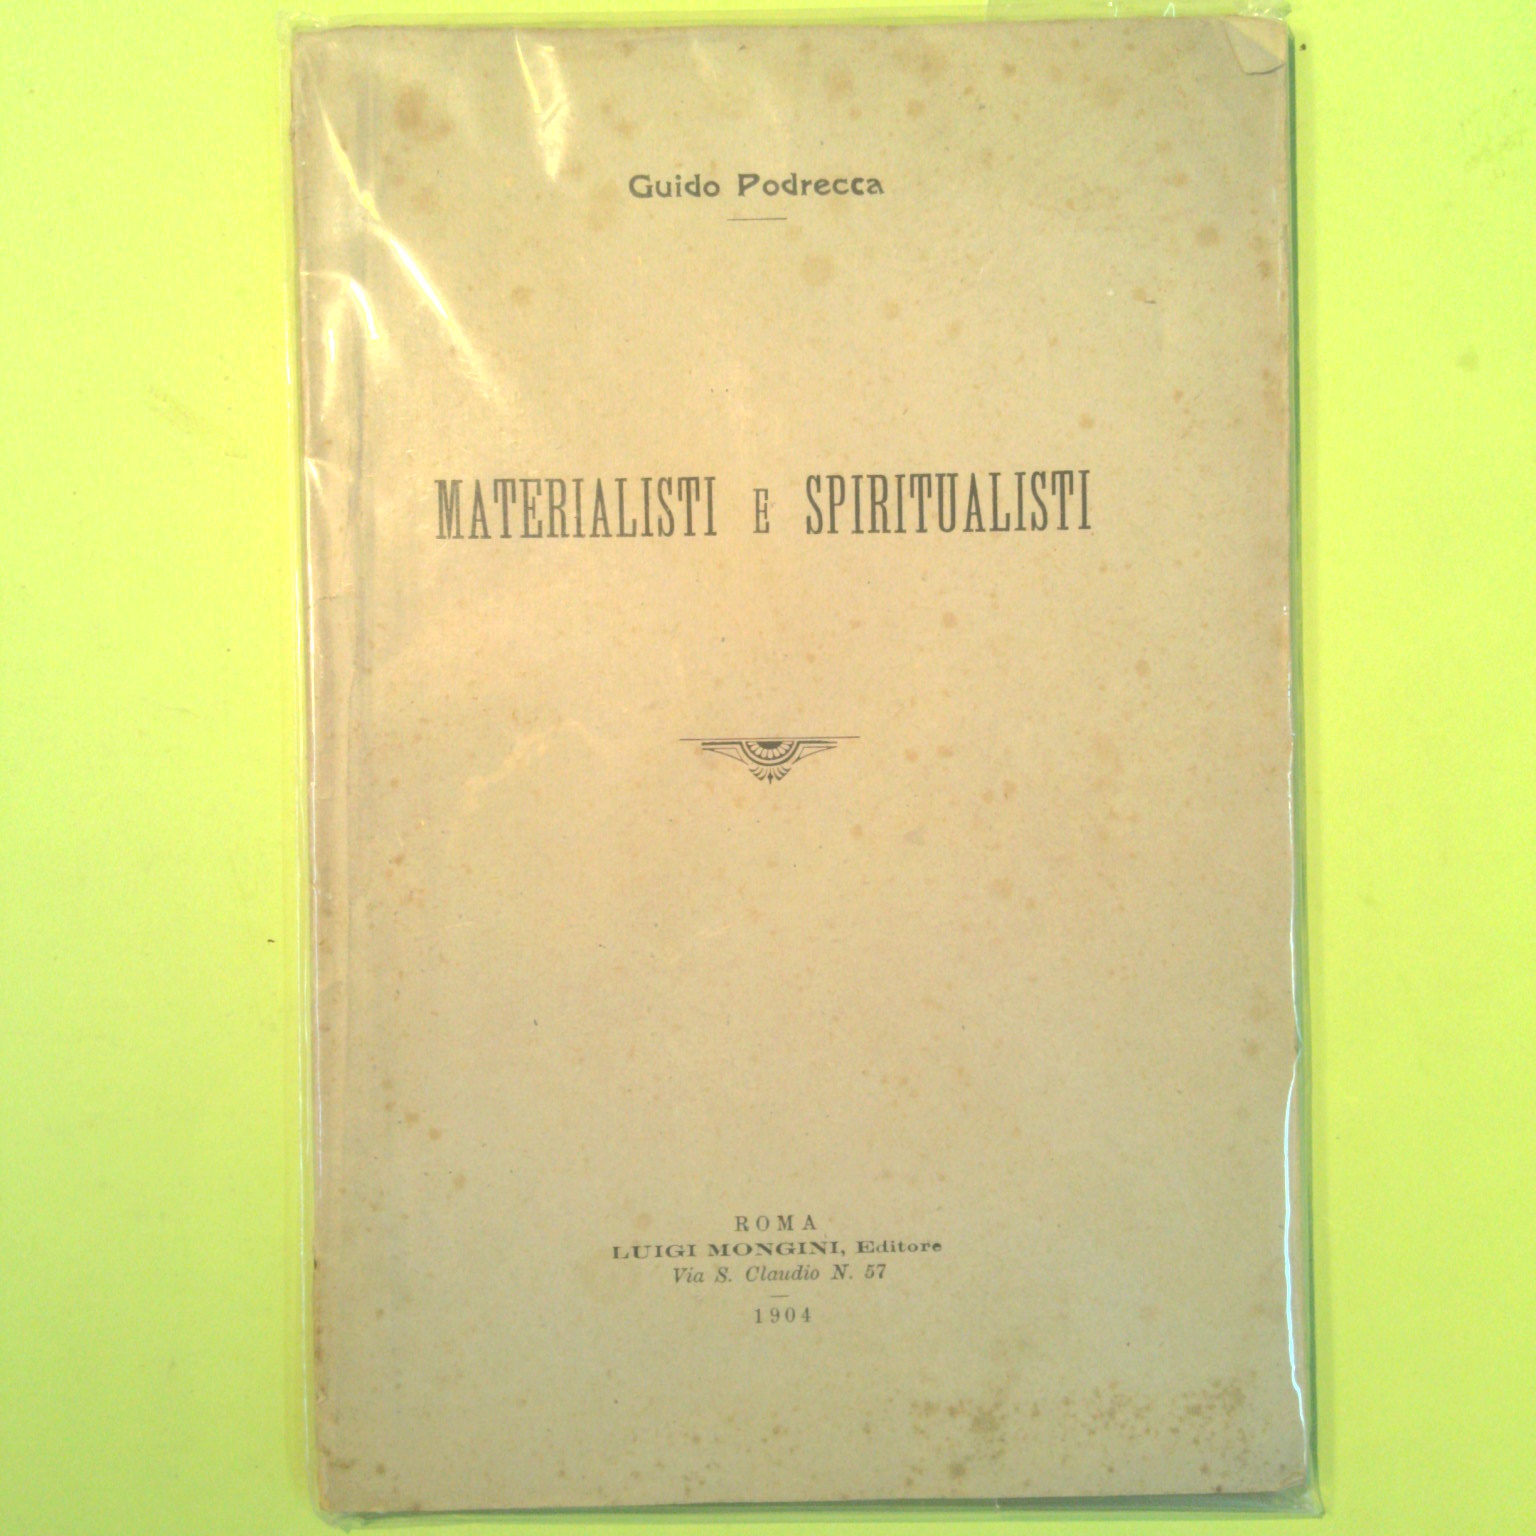 Guido Podrecca
MATERIALISTI E SPIRITUALISTI
ROMA
LUIGI MONGINI, Editore
Via S. Claudio N. 57
1904